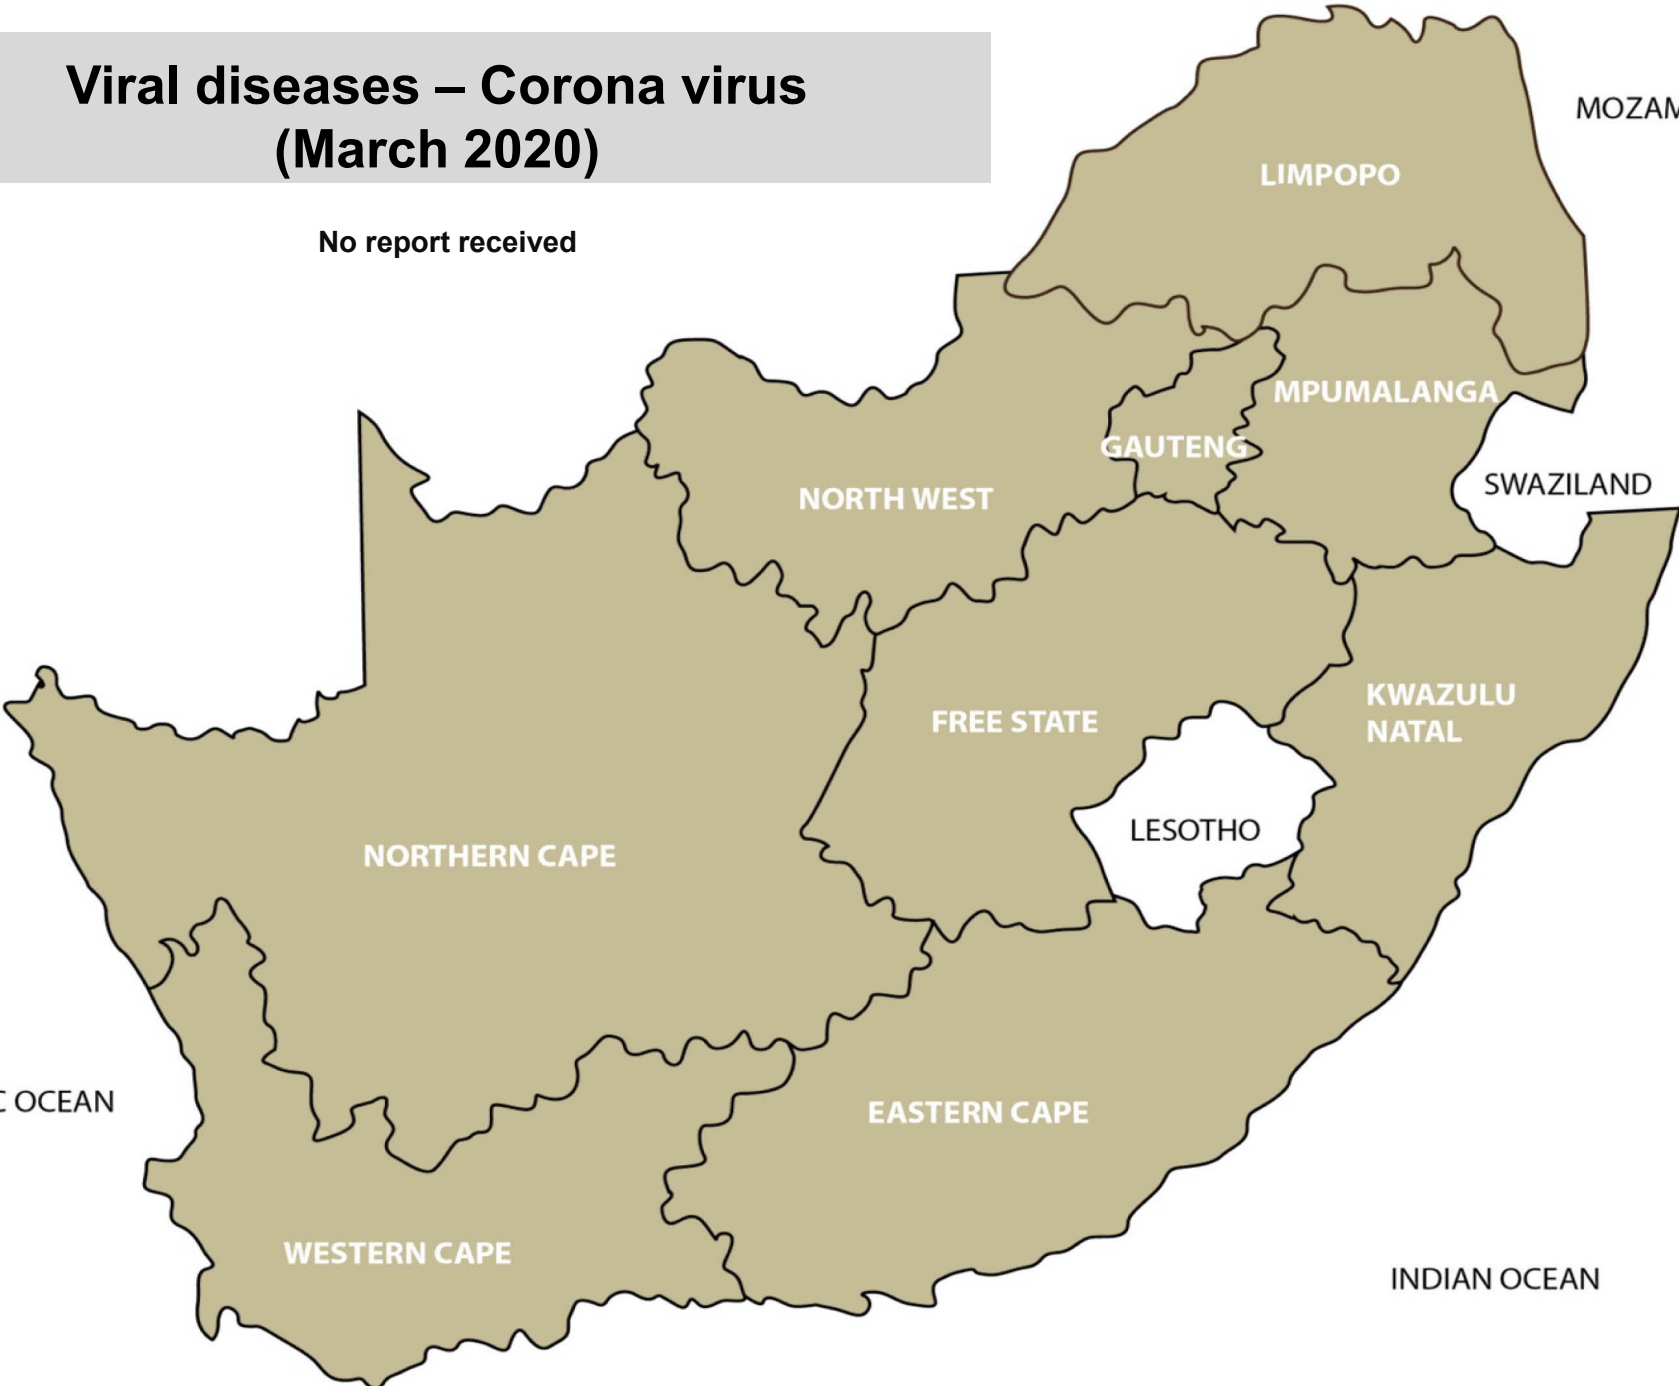 Viral diseases – Corona virus
(March 2020)
MOZAM
LIMPOPO
No report received
MPUMALANGA
GAUTENG
SWAZILAND
NORTH WEST
KWAZULU
NATAL
FREE STATE
LESOTHO
NORTHERN CAPE
C OCEAN
EASTERN CAPE
WESTERN CAPE
INDIAN OCEAN